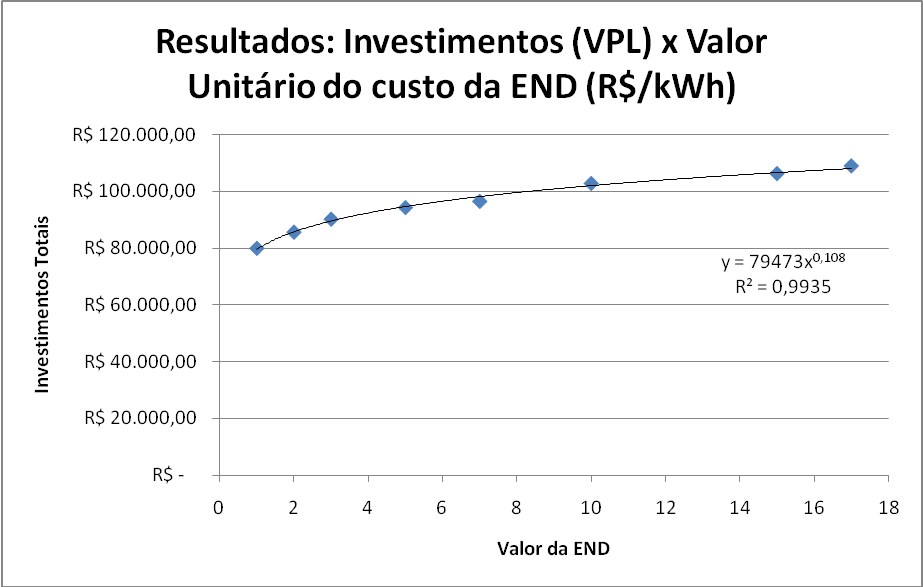 Resultados: Investimentos (VPL) x Valor
Unitário do custo da END (R$/kWh)
R$ 120.000,00
R$ 100.000,00
R$ 80.000,00
R$ 60.000,00
R$ 40.000,00
R$ 20.000,00
R$ -
Investimentos Totais
y = 79473x^0,108
R² = 0,9935
0 2 4 6 8 10 12 14 16 18
Valor da END